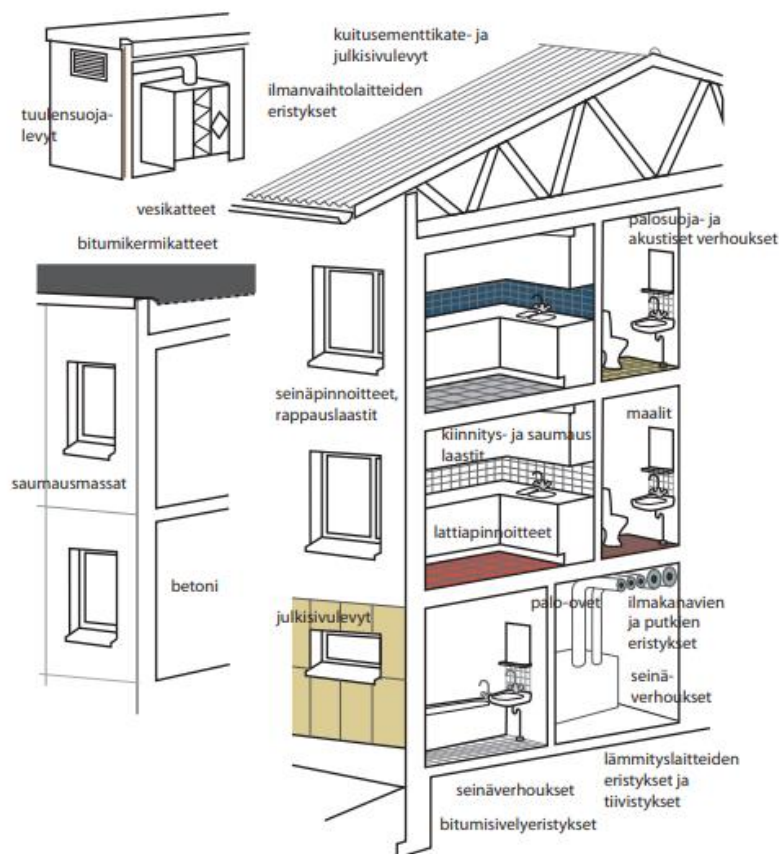 kuitusementtikate- ja
julkisivulevyt
ilmanvaihtolaitteiden
eristykset
tuulensuoja-
levyt
vesikatteet
bitumikermikatteet
palosuoja- ja
akustiset verhoukset
seinäpinnoitteet,
rappauslaastit
kiinnitys- ja saumaus
laastit
maalit
saumausmassat
lattiapinnoitteet
betoni
julkisivulevyt
palo-ovet
ilmakanavien
ja putkien
eristykset
seinä-
verhoukset
lämmityslaitteiden
eristykset ja
tiivistykset
seinäverhoukset
bitumisivelyeristykset